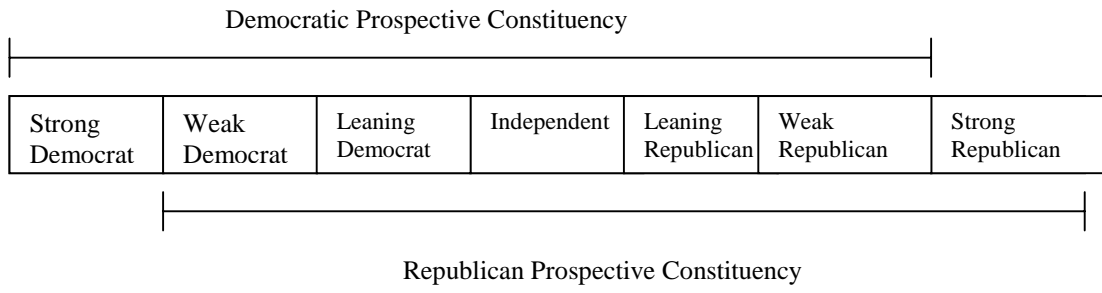 Democratic Prospective Constituency
Strong
Democrat
Weak
Democrat
Leaning
Democrat
Independent
Leaning
Republican
Weak
Republican
Strong
Republican
Republican Prospective Constituency